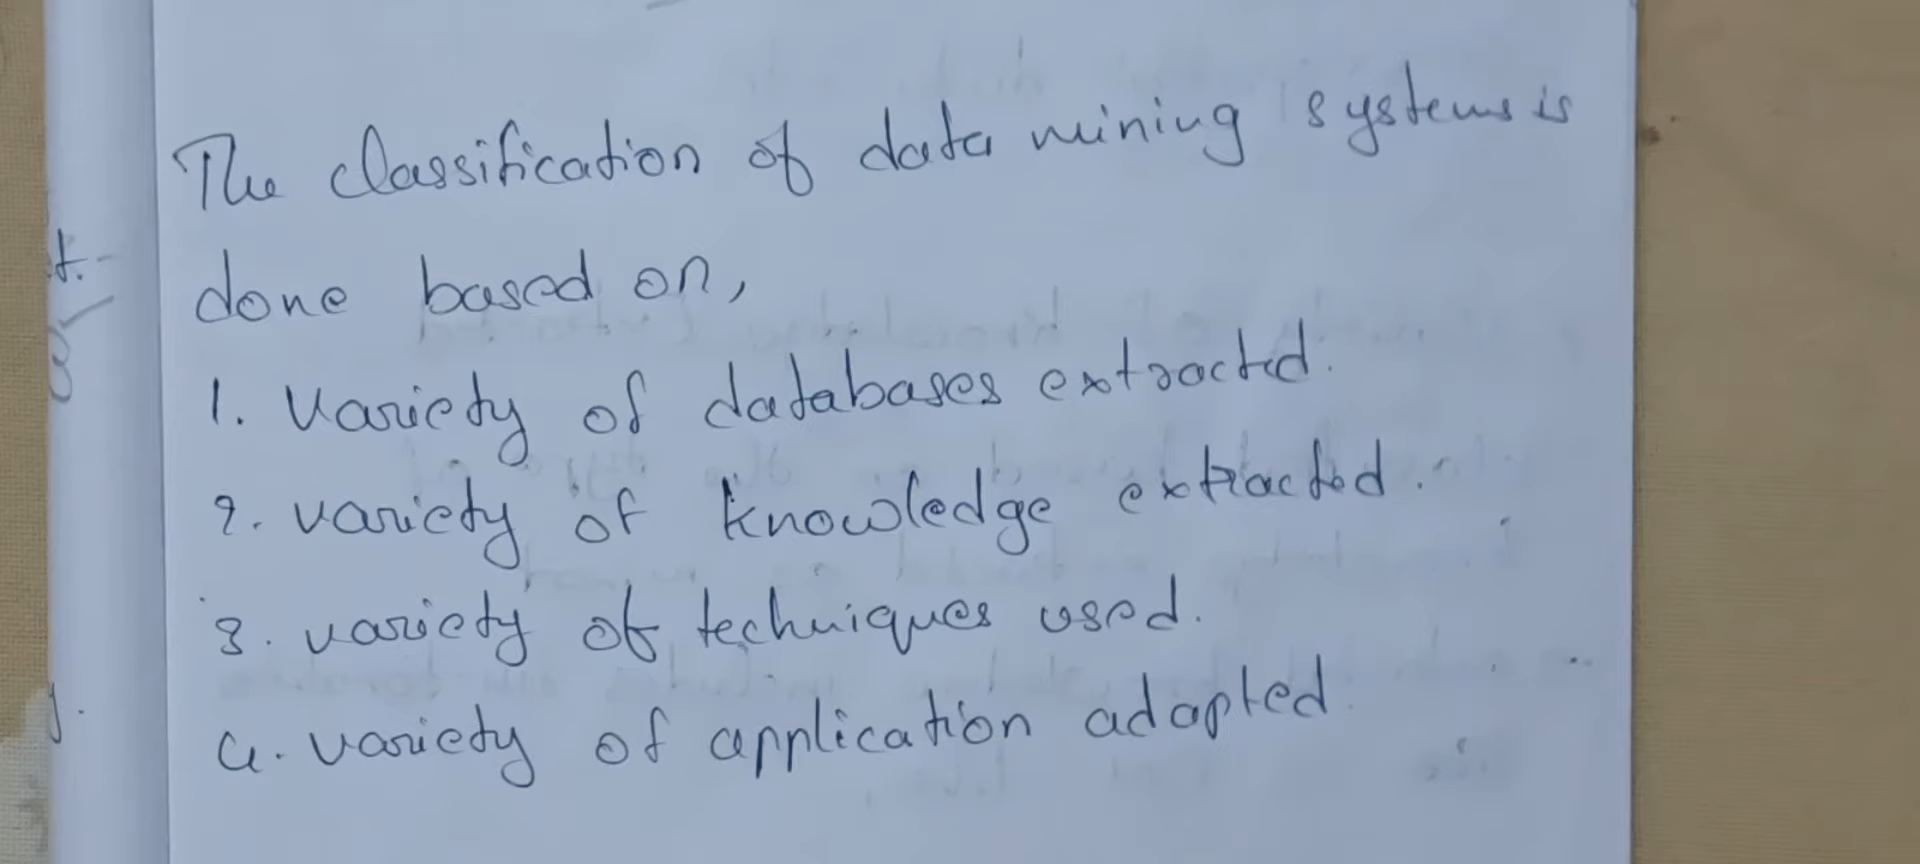 The classification of data mining systems is
done based on,
1. Variety of databases extracted.
2. variety of knowledge extracted.
3. variety of techniques used.
4. variety of application adapted